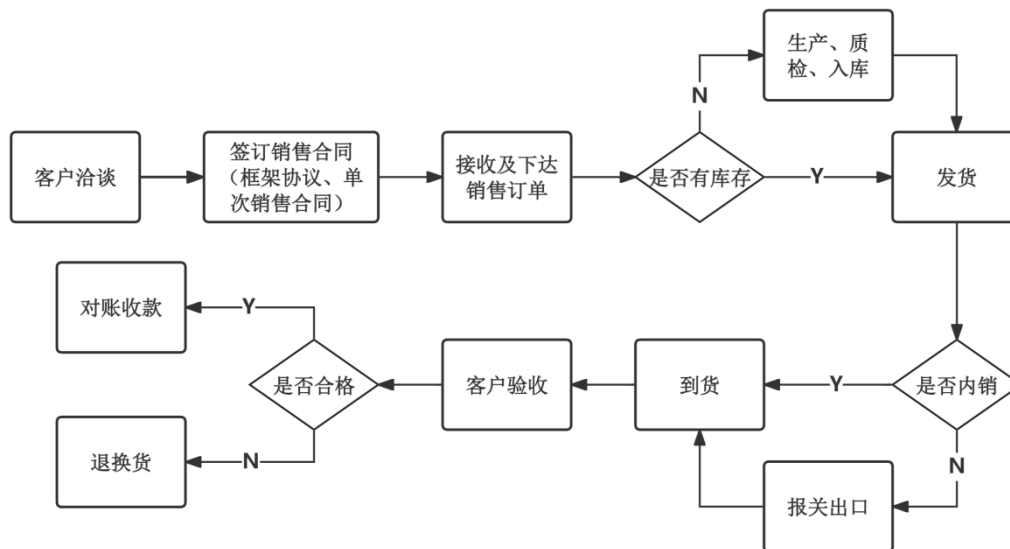 生产、质
检、入库
N
客户洽谈
签订销售合同
（框架协议、单
次销售合同）
接收及下达
销售订单
是否有库存
Y
发货
对账收款
Y
是否合格
客户验收
到货
Y
是否内销
退换货
N
N
报关出口